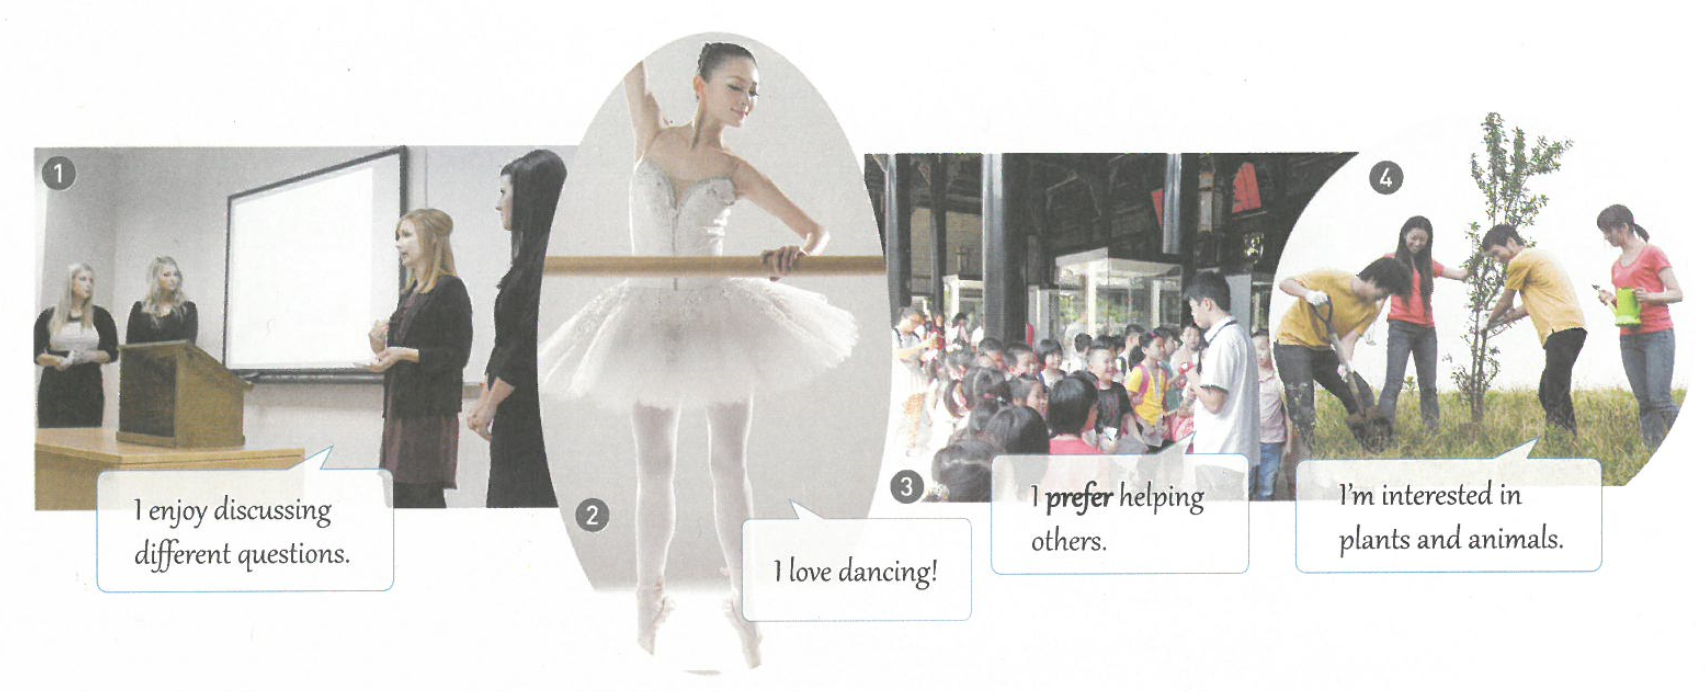 1
I enjoy discussing
different questions.
2
I love dancing!
3
I prefer helping
others.
4
I'm interested in
plants and animals.